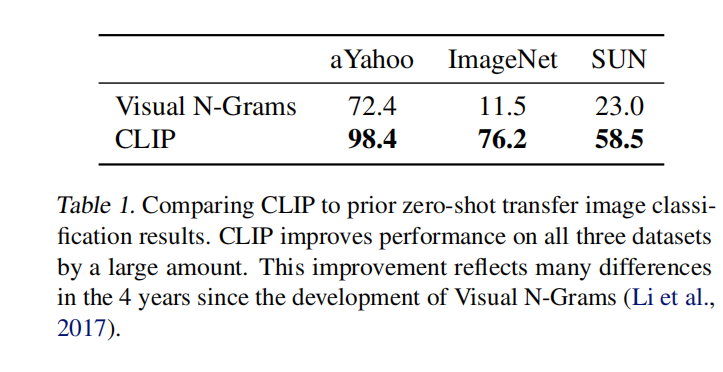 aYahoo ImageNet SUN
Visual N-Grams 72.4 11.5 23.0
CLIP 98.4 76.2 58.5
Table 1. Comparing CLIP to prior zero-shot transfer image classi-
fication results. CLIP improves performance on all three datasets
by a large amount. This improvement reflects many differences
in the 4 years since the development of Visual N-Grams (Li et al.,
2017).